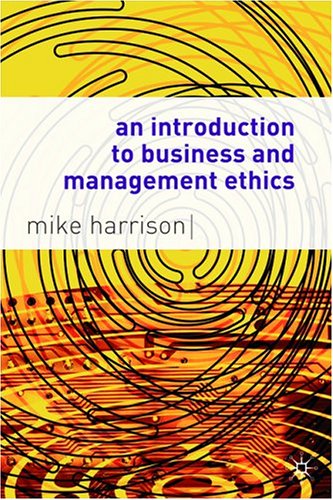 an introduction
to business and
management ethics
mike harrison|